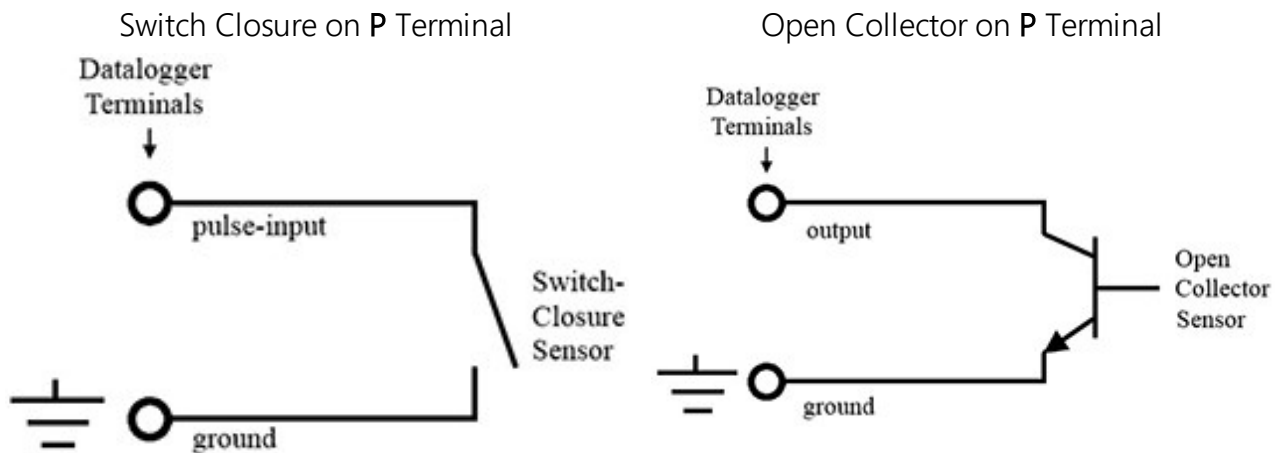 Switch Closure on P Terminal
Datalogger
Terminals
pulse-input
Switch-
Closure
Sensor
ground
Open Collector on P Terminal
Datalogger
Terminals
output
Open
Collector
Sensor
ground